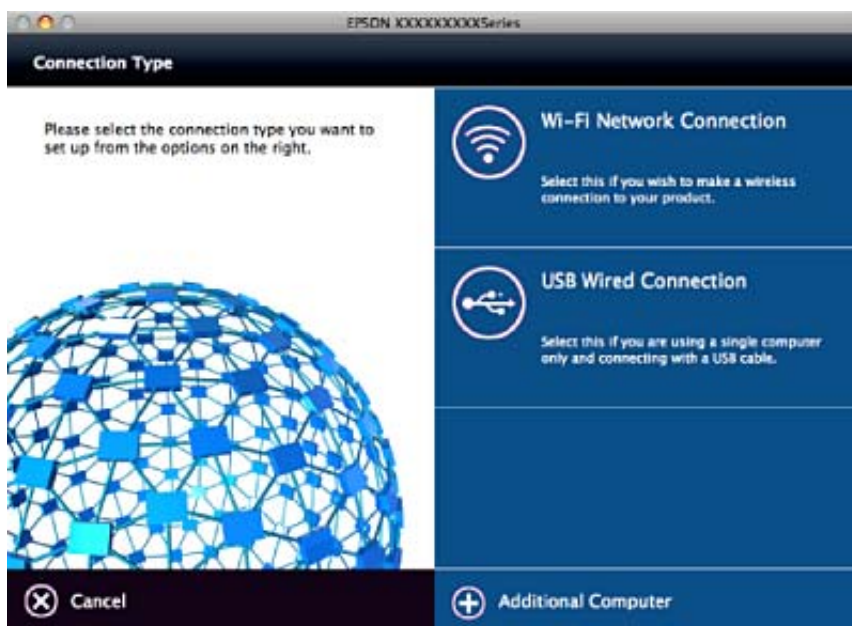 EPSON XXXXXXXXXSeries
Connection Type
Please select the connection type you want to
set up from the options on the right.
Wi-Fi Network Connection
Select this if you wish to make a wireless
connection to your product.
USB Wired Connection
Select this if you are using a single computer
only and connecting with a USB cable.
Cancel
Additional Computer